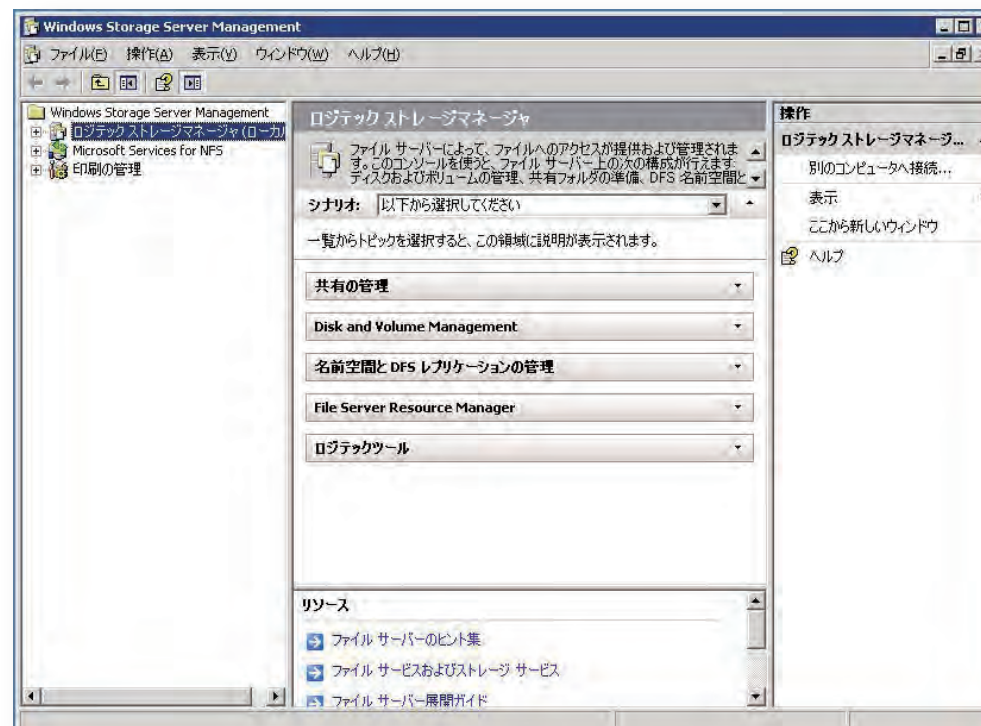 Windows Storage Server Management
ファイル(F) 操作(A) 表示(V) ウィンドウ(W) ヘルプ(H)
Windows Storage Server Management
ロジテック ストレージマネージャ(ローカル
Microsoft Services for NFS
印刷の管理
ロジテック ストレージマネージャ
ファイル サーバーによって、ファイルへのアクセスが提供および管理されま
す。このコンソールを使うと、ファイル サーバー上の次の構成が行えます:
ディスクおよびボリュームの管理、共有フォルダの準備、DFS 名前空間と
シナリオ: 以下から選択してください
一覧からトピックを選択すると、この領域に説明が表示されます。
共有の管理
Disk and Volume Management
名前空間と DFS レプリケーションの管理
File Server Resource Manager
ロジテックツール
リソース
ファイル サーバーのヒント集
ファイル サービスおよびストレージ サービス
ファイル サーバー展開ガイド
操作
ロジテック ストレージマネージ...
別のコンピュータへ接続...
表示
ここから新しいウィンドウ
ヘルプ